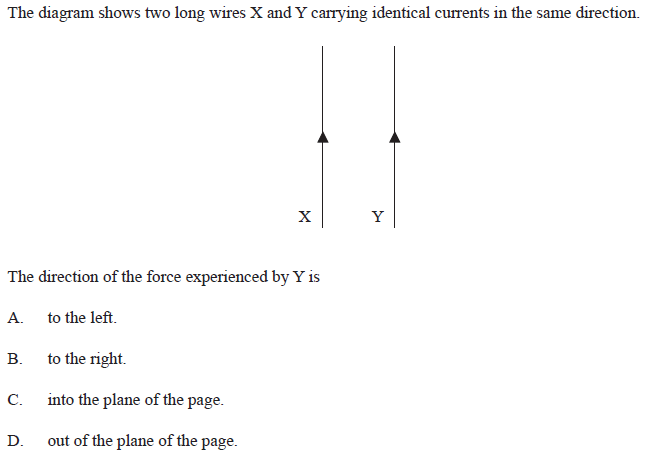 The diagram shows two long wires X and Y carrying identical currents in the same direction.
X Y
The direction of the force experienced by Y is
A. to the left.
B. to the right.
C. into the plane of the page.
D. out of the plane of the page.